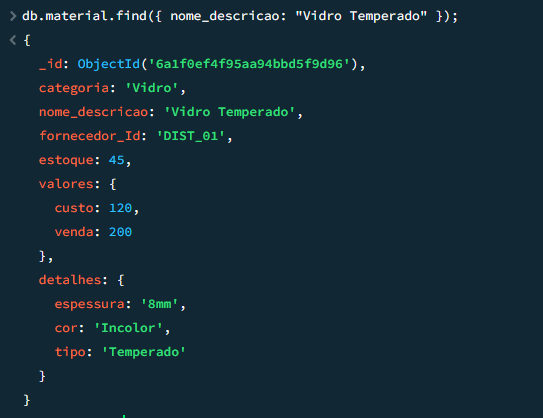 > db.material.find({ nome_descricao: "Vidro Temperado" });
< {
_id: ObjectId('6a1f0ef4f95aa94bbd5f9d96'),
categoria: 'Vidro',
nome_descricao: 'Vidro Temperado',
fornecedor_Id: 'DIST_01',
estoque: 45,
valores: {
custo: 120,
venda: 200
},
detalhes: {
espessura: '8mm',
cor: 'Incolor',
tipo: 'Temperado'
}
}